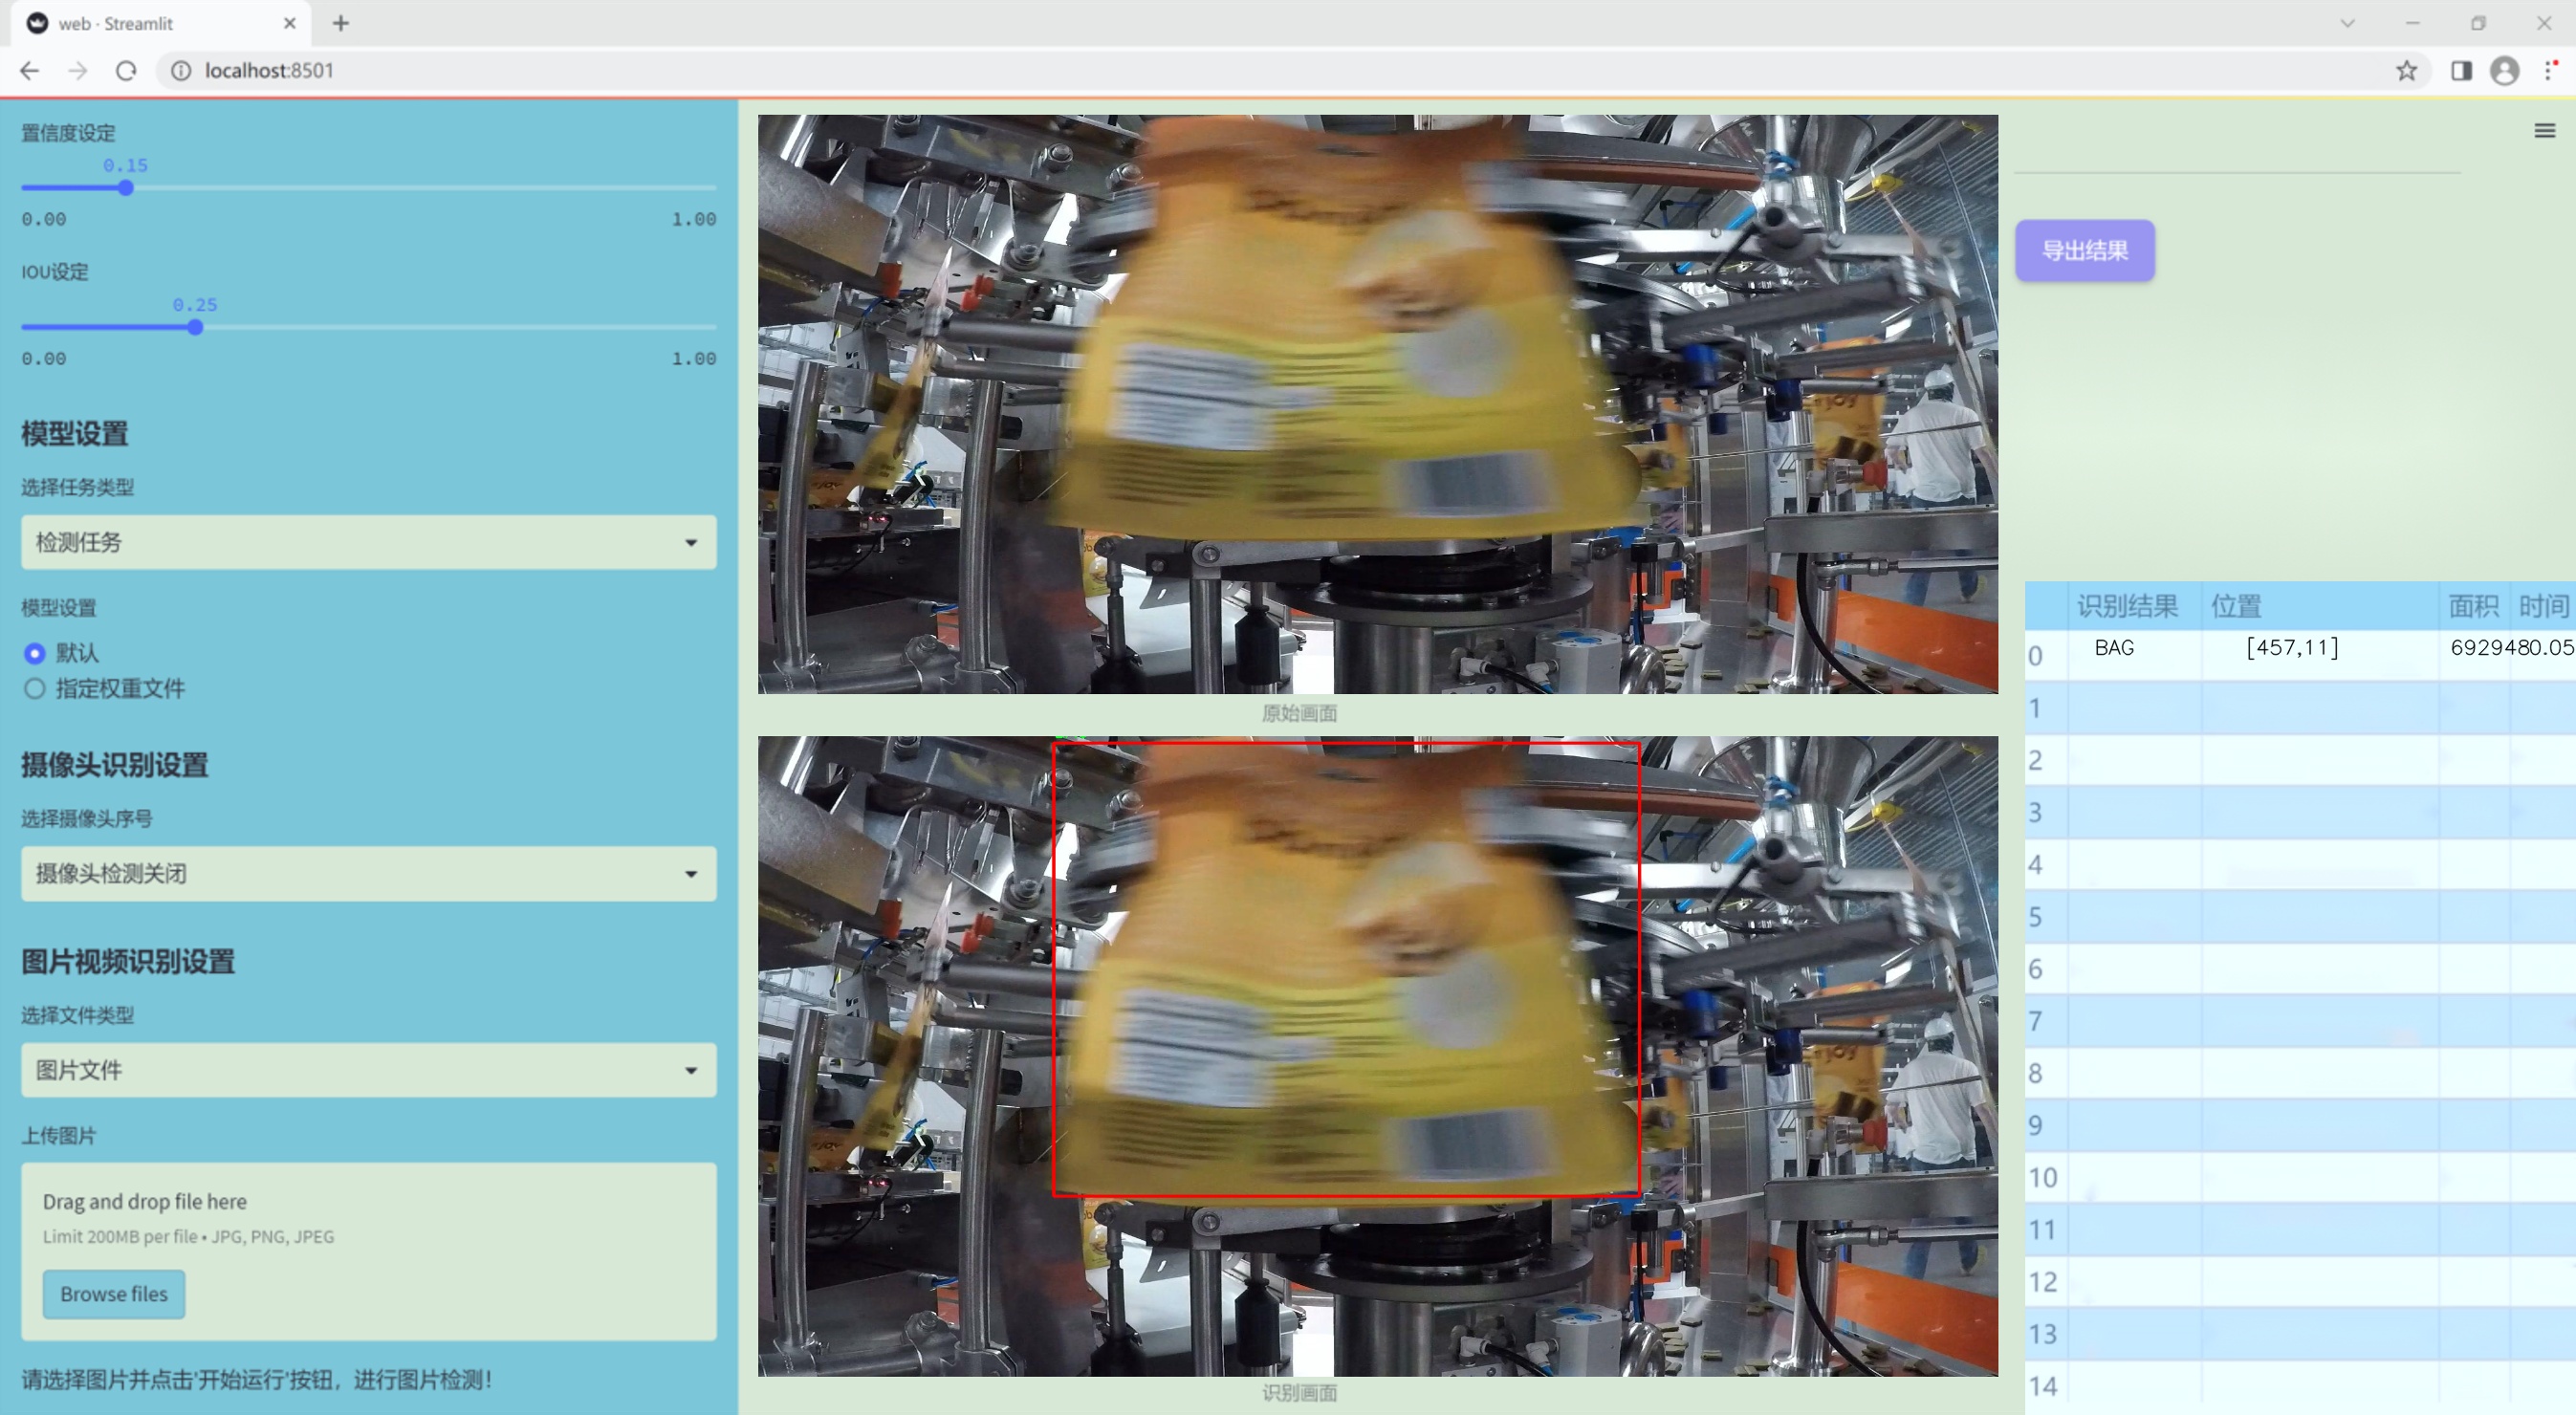 web · Streamlit
localhost:8501
置信度设定
0.15
0.00 1.00
IOU设定
0.25
0.00 1.00
模型设置
选择任务类型
检测任务
模型设置
默认
指定权重文件
摄像头识别设置
选择摄像头序号
摄像头检测关闭
图片视频识别设置
选择文件类型
图片文件
上传图片
Drag and drop file here
Limit 200MB per file • JPG, PNG, JPEG
Browse files
请选择图片并点击'开始运行'按钮，进行图片检测！
joy
原始画面
joy
识别画面
导出结果
识别结果 位置 面积 时间
0 BAG [457,11] 6929480.05
1
2
3
4
5
6
7
8
9
10
11
12
13
14